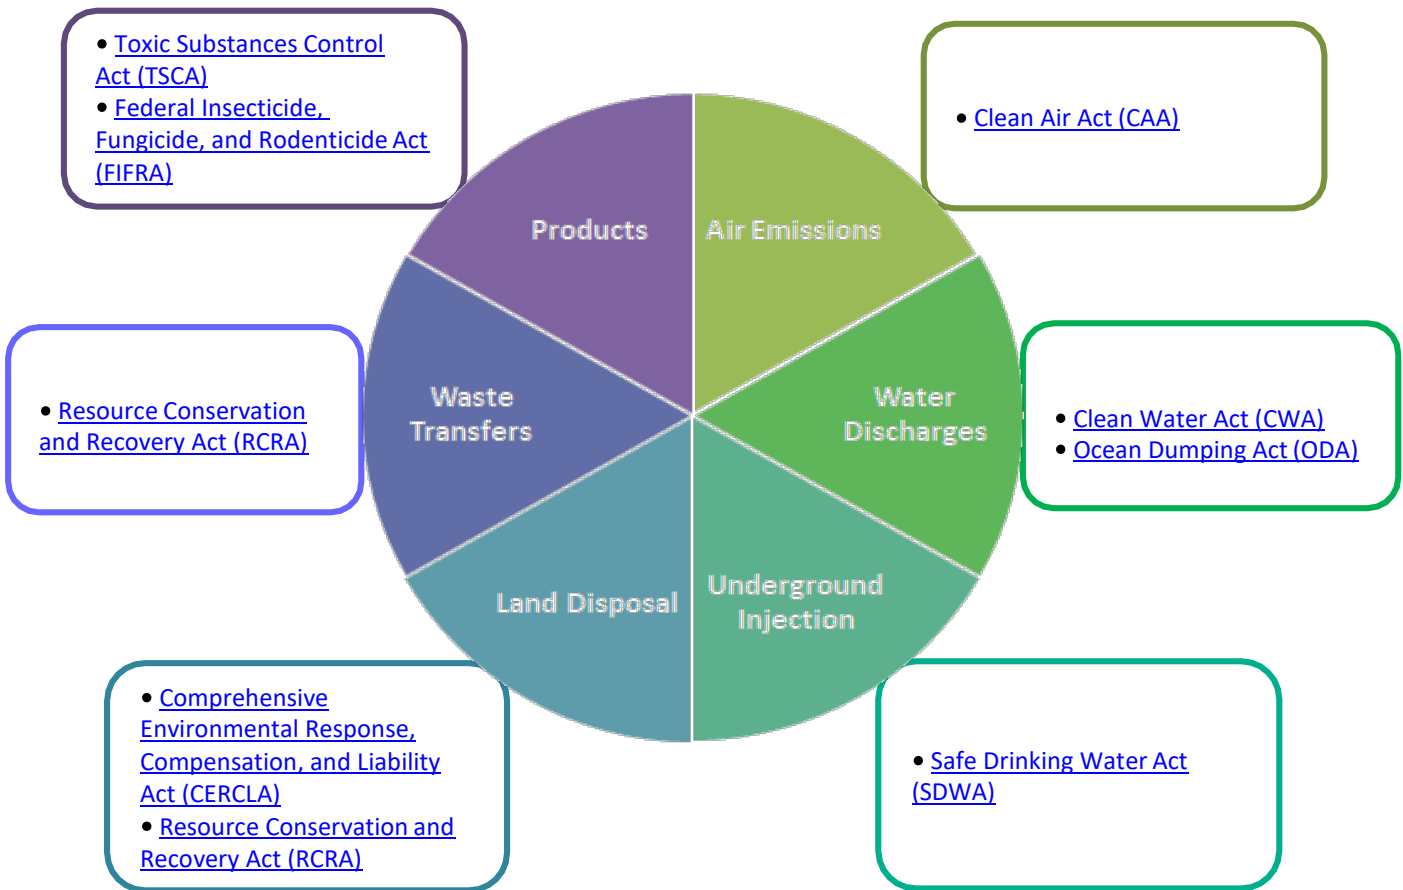 • Toxic Substances Control
Act (TSCA)
• Federal Insecticide,
Fungicide, and Rodenticide Act
(FIFRA)
• Clean Air Act (CAA)
Products
Air Emissions
• Resource Conservation
and Recovery Act (RCRA)
Waste
Transfers
Water
Discharges
• Clean Water Act (CWA)
• Ocean Dumping Act (ODA)
Land Disposal
Underground
Injection
• Comprehensive
Environmental Response,
Compensation, and Liability
Act (CERCLA)
• Resource Conservation and
Recovery Act (RCRA)
• Safe Drinking Water Act
(SDWA)